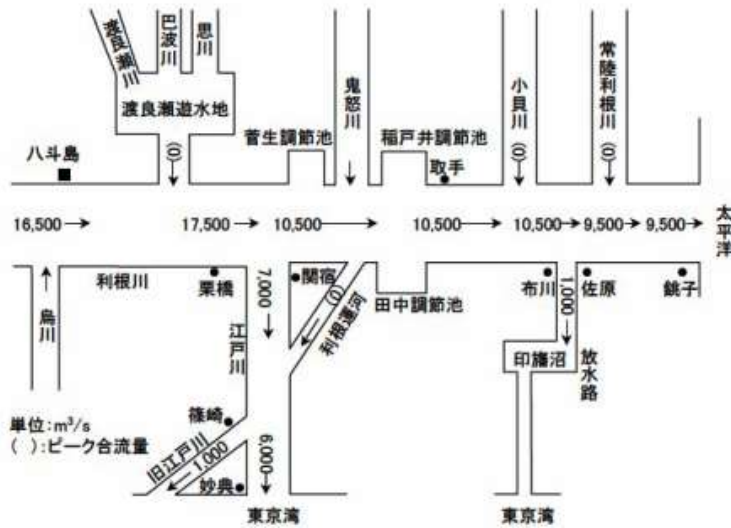 渡良瀬川
巴波川
思川
鬼怒川
小貝川
(0)
常陸利根川
(0)
渡良瀬遊水地
(0)
菅生調節池
稲戸井調節池
取手
八斗島
16,500
17,500
10,500
10,500
10,500
9,500
9,500
太平洋
利根川
栗橋
関宿
布川
佐原
銚子
烏川
7,000
(0)
利根運河
田中調節池
1,000
江戸川
印旛沼
放水路
篠崎
単位:m³/s
( ):ピーク合流量
旧江戸川
1,000
6,000
妙典
東京湾
東京湾